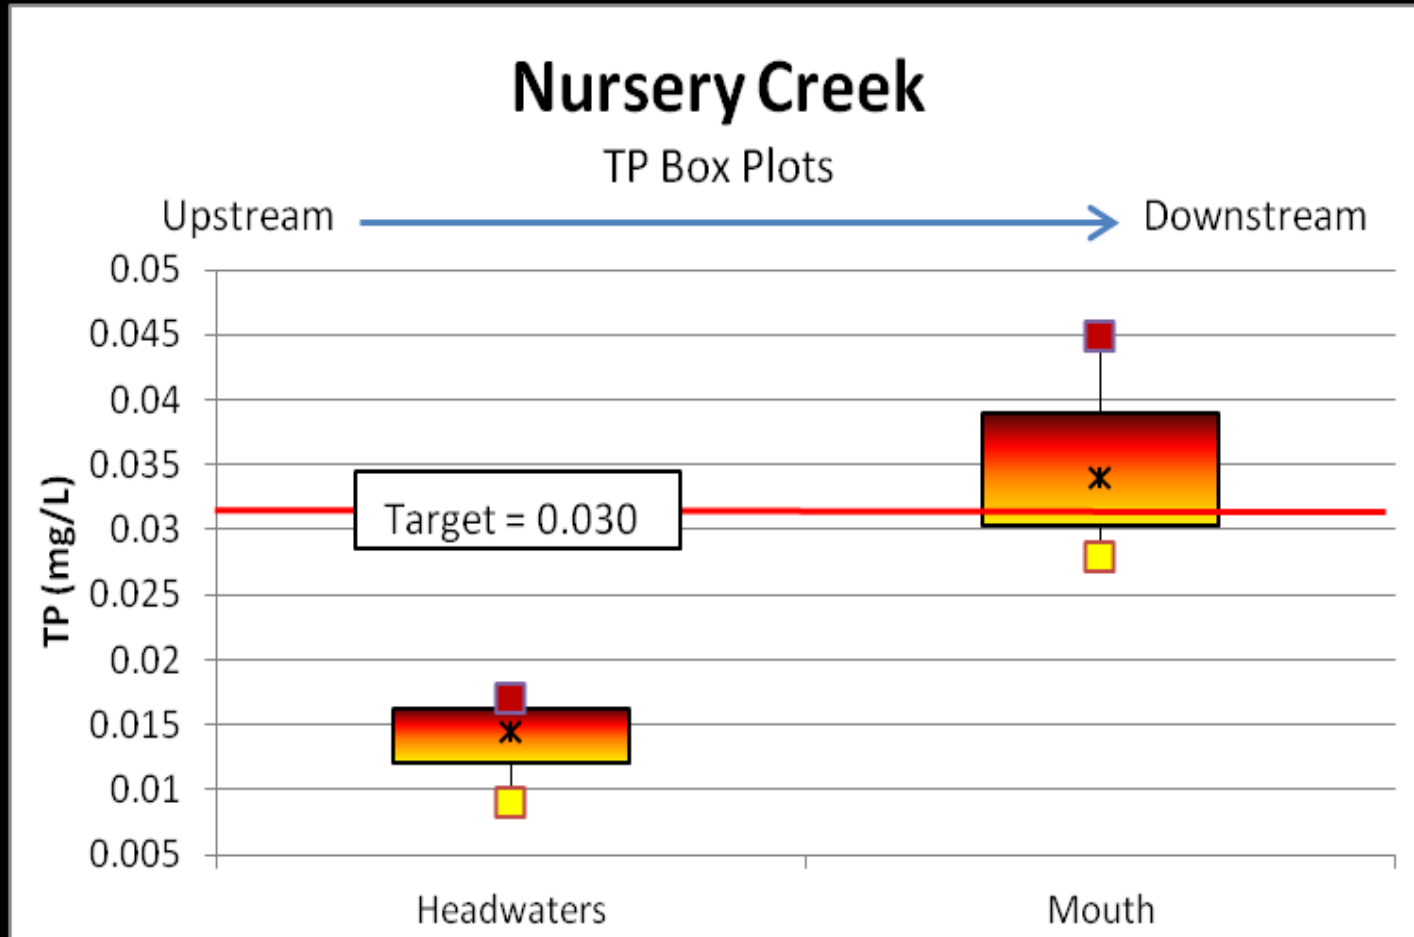 Nursery Creek
TP Box Plots
Upstream Downstream
0.05
0.045
0.04
0.035
0.03
0.025
0.02
0.015
0.01
0.005
TP (mg/L)
Target = 0.030
Headwaters Mouth